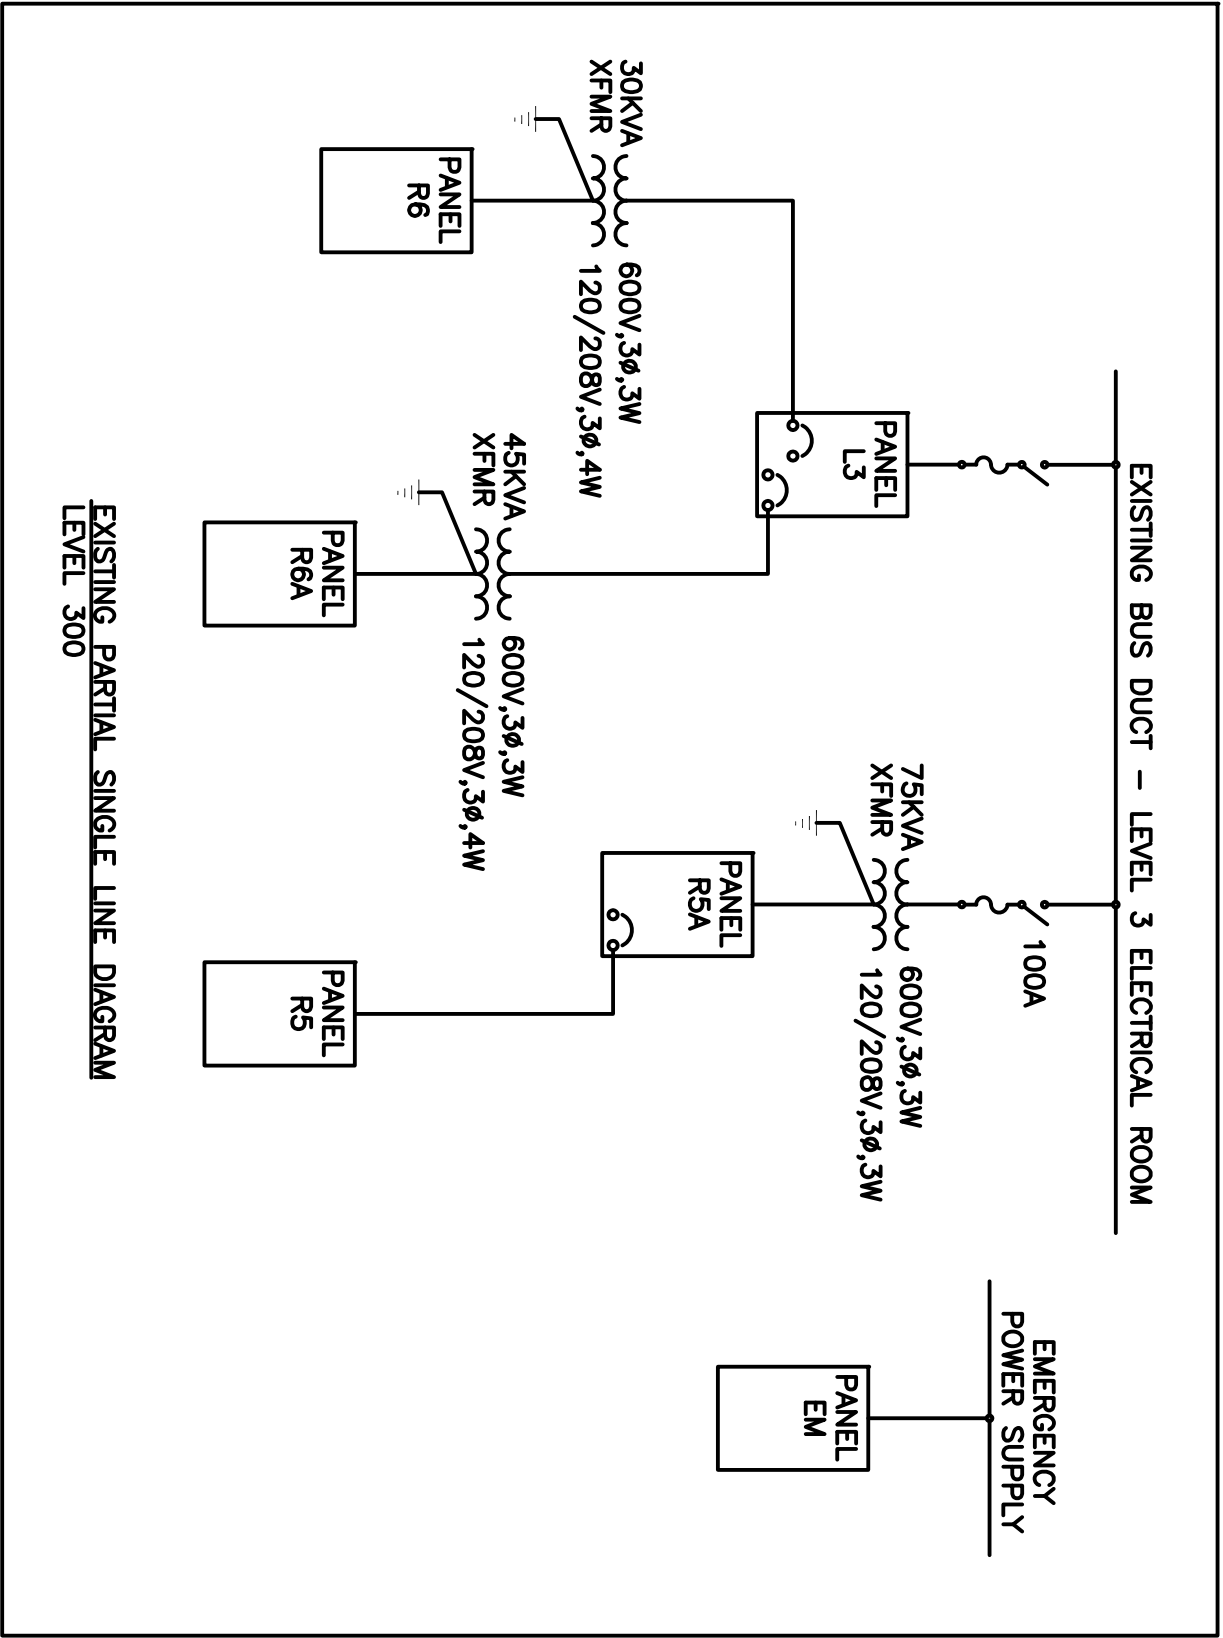 EXISTING BUS DUCT - LEVEL 3 ELECTRICAL ROOM
EMERGENCY
POWER SUPPLY
100A
PANEL
L3
75KVA
XFMR
600V,3ø,3W
120/208V,3ø,3W
PANEL
EM
30KVA
XFMR
600V,3ø,3W
120/208V,3ø,4W
PANEL
R5A
45KVA
XFMR
600V,3ø,3W
120/208V,3ø,4W
PANEL
R6
PANEL
R6A
PANEL
R5
EXISTING PARTIAL SINGLE LINE DIAGRAM
LEVEL 300